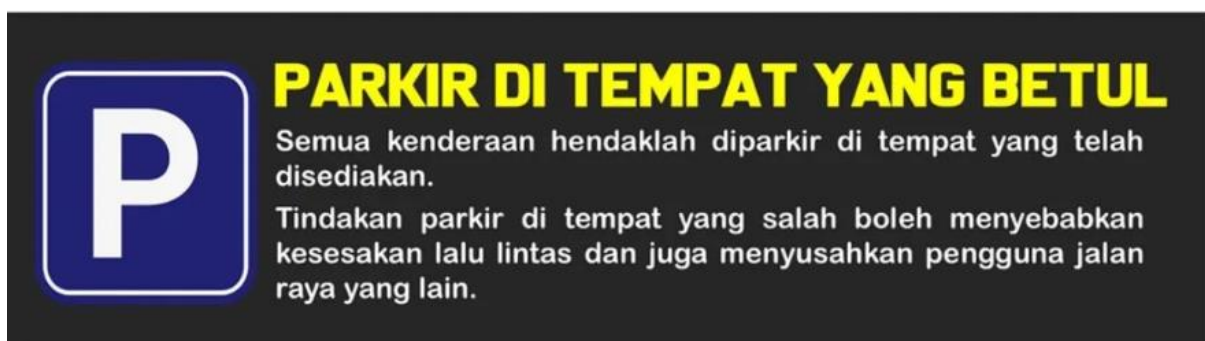 P
PARKIR DI TEMPAT YANG BETUL
Semua kenderaan hendaklah diparkir di tempat yang telah
disediakan.
Tindakan parkir di tempat yang salah boleh menyebabkan
kesesakan lalu lintas dan juga menyusahkan pengguna jalan
raya yang lain.